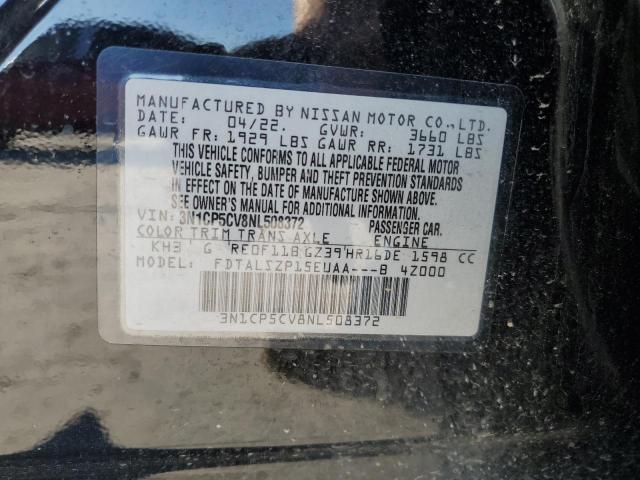 MANUFACTURED BY NISSAN MOTOR CO.,LTD.
DATE: 04/22. GVWR: 3660 LBS
GAWR FR: 1929 LBS GAWR RR: 1731 LBS
THIS VEHICLE CONFORMS TO ALL APPLICABLE FEDERAL MOTOR
VEHICLE SAFETY, BUMPER AND THEFT PREVENTION STANDARDS
IN EFFECT ON THE DATE OF MANUFACTURE SHOWN ABOVE.
SEE OWNER'S MANUAL FOR ADDITIONAL INFORMATION
VIN: 3N1CP5CV8NL508372 PASSENGER CAR.
COLOR TRIM TRANS AXLE ENGINE
KH3 G RE0F11B GZ39 HR16DE 1598 CC
FDTALSZP15EUAA---B 4Z000
3N1CP5CV8NL508372